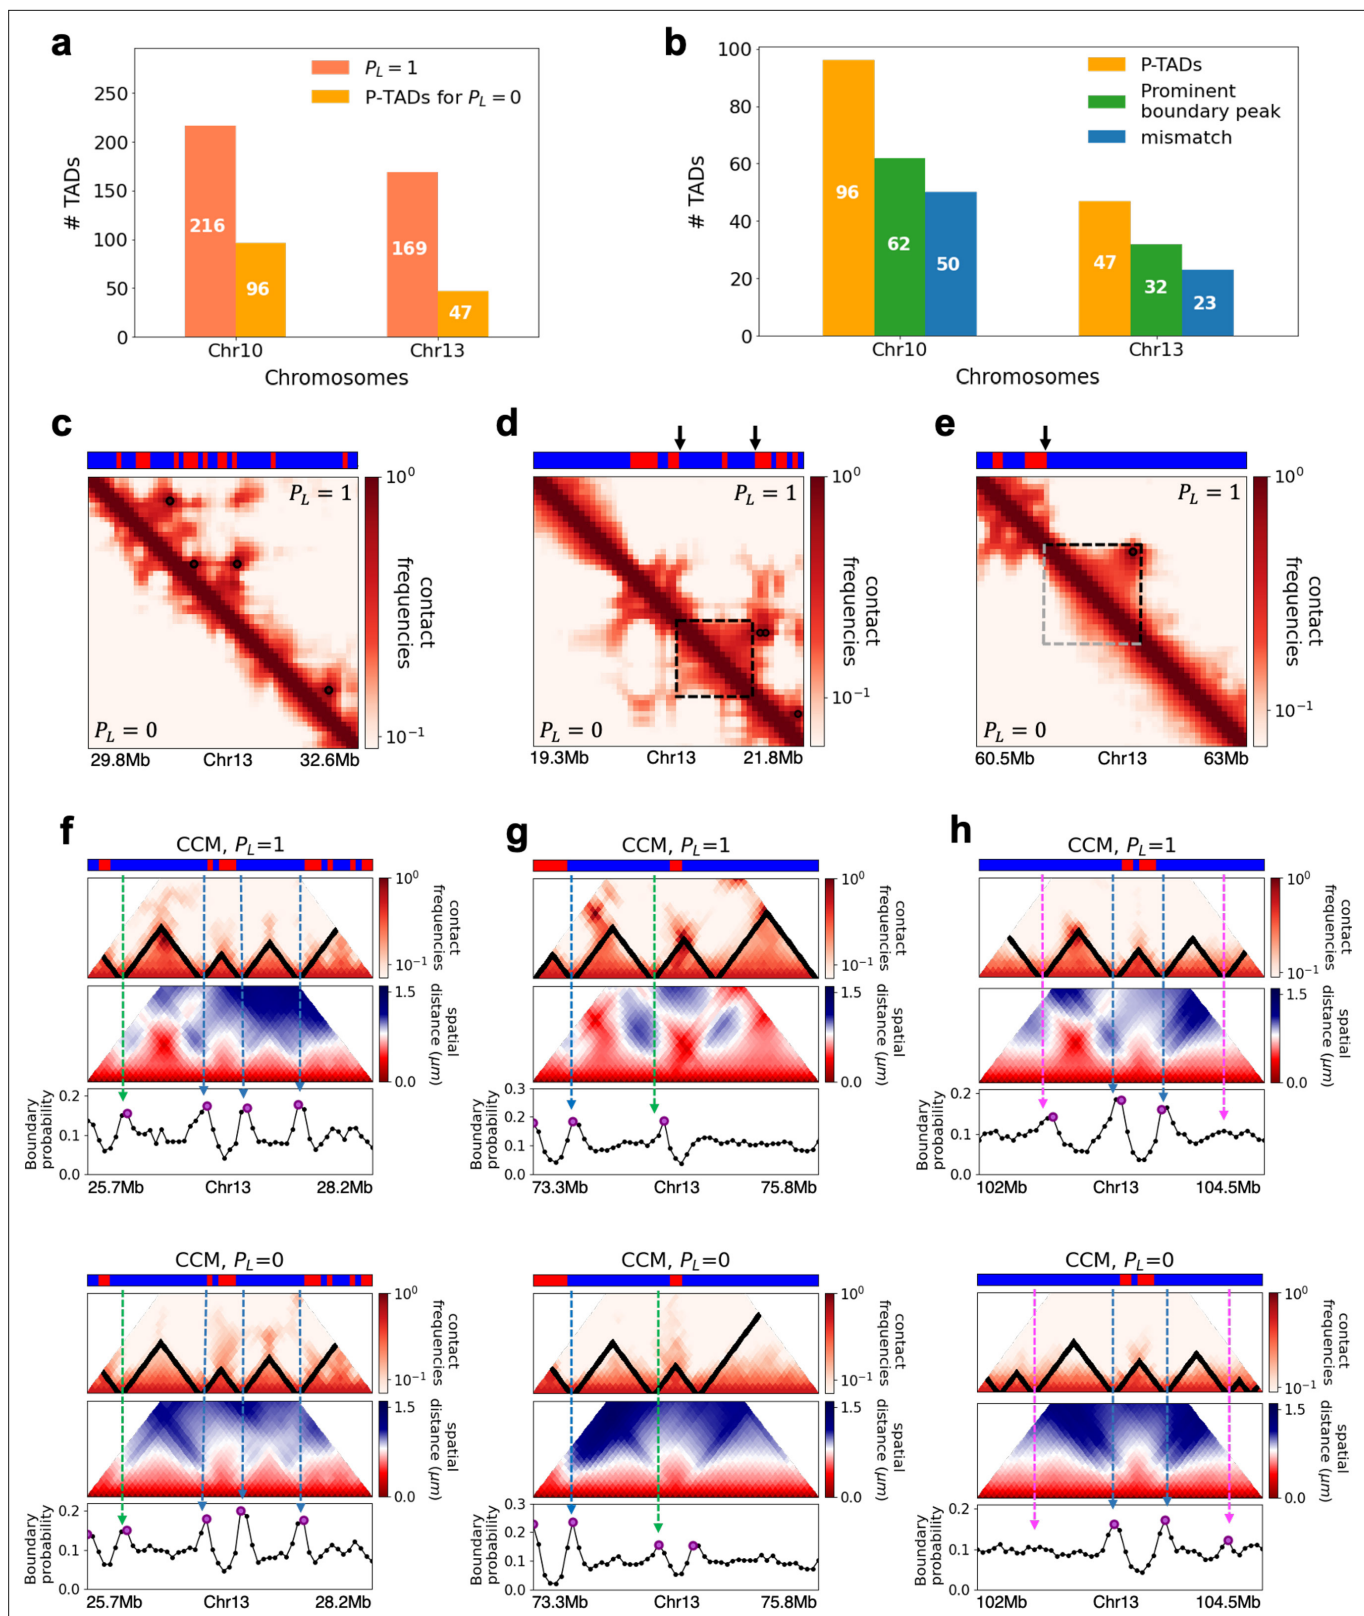 a
# TADs
250
200
150
100
50
0
P_L = 1
P-TADs for P_L = 0
216
96
169
47
Chr10
Chr13
Chromosomes
b
# TADs
100
80
60
40
20
0
P-TADs
Prominent
boundary peak
mismatch
96
62
50
47
32
23
Chr10
Chr13
Chromosomes
c
P_L = 1
P_L = 0
10^0
10^−1
contact
frequencies
29.8Mb
Chr13
32.6Mb
d
P_L = 1
P_L = 0
10^0
10^−1
contact
frequencies
19.3Mb
Chr13
21.8Mb
e
P_L = 1
P_L = 0
10^0
10^−1
contact
frequencies
60.5Mb
Chr13
63Mb
f
CCM, P_L=1
10^0
10^−1
contact
frequencies
1.5
0.0
spatial
distance (μm)
Boundary
probability
0.2
0.1
0.0
25.7Mb
Chr13
28.2Mb
g
CCM, P_L=1
10^0
10^−1
contact
frequencies
1.5
0.0
spatial
distance (μm)
Boundary
probability
0.3
0.2
0.1
0.0
73.3Mb
Chr13
75.8Mb
h
CCM, P_L=1
10^0
10^−1
contact
frequencies
1.5
0.0
spatial
distance (μm)
Boundary
probability
0.2
0.1
0.0
102Mb
Chr13
104.5Mb
CCM, P_L=0
10^0
10^−1
contact
frequencies
1.5
0.0
spatial
distance (μm)
Boundary
probability
0.2
0.1
0.0
25.7Mb
Chr13
28.2Mb
CCM, P_L=0
10^0
10^−1
contact
frequencies
1.5
0.0
spatial
distance (μm)
Boundary
probability
0.3
0.2
0.1
0.0
73.3Mb
Chr13
75.8Mb
CCM, P_L=0
10^0
10^−1
contact
frequencies
1.5
0.0
spatial
distance (μm)
Boundary
probability
0.2
0.1
0.0
102Mb
Chr13
104.5Mb